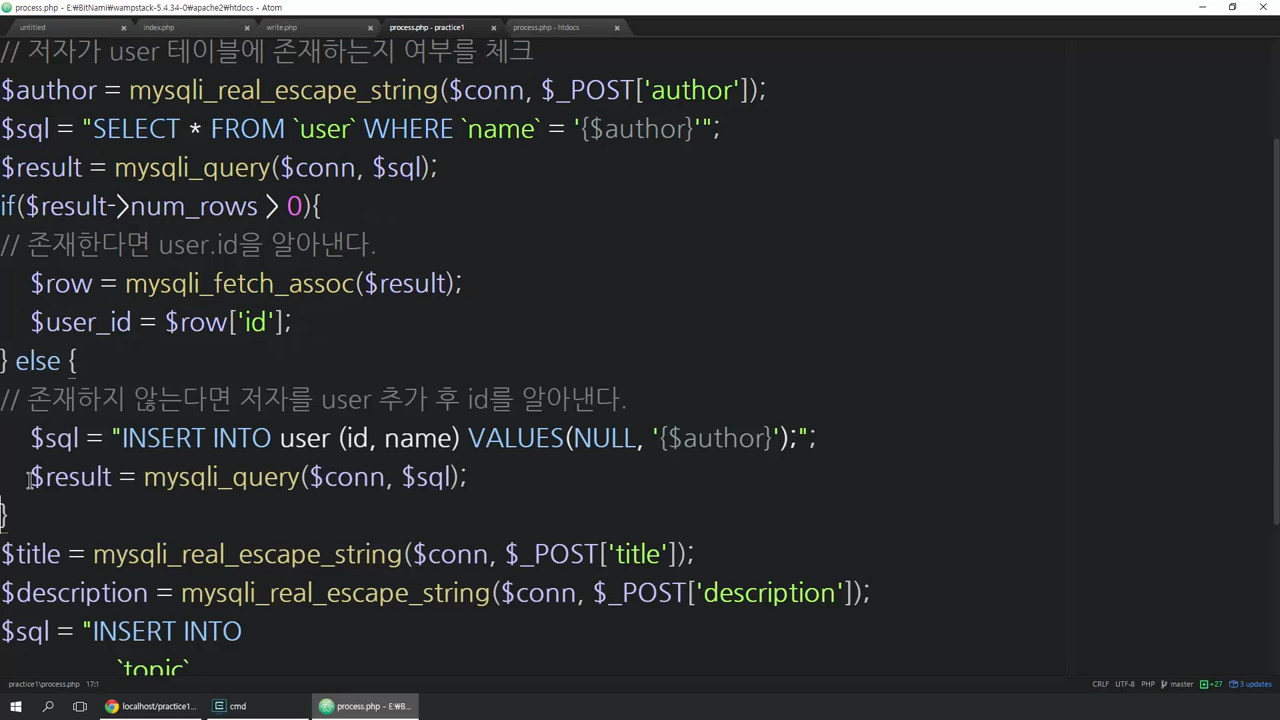 process.php - E:₩BitNami₩wampstack-5.4.34-0₩apache2₩htdocs - Atom
untitled
index.php
write.php
process.php - practice1
process.php - htdocs
// 저자가 user 테이블에 존재하는지 여부를 체크
$author = mysqli_real_escape_string($conn, $_POST['author']);
$sql = "SELECT * FROM `user` WHERE `name` = '{$author}'";
$result = mysqli_query($conn, $sql);
if($result->num_rows > 0){
// 존재한다면 user.id을 알아낸다.
$row = mysqli_fetch_assoc($result);
$user_id = $row['id'];
} else {
// 존재하지 않는다면 저자를 user 추가 후 id를 알아낸다.
$sql = "INSERT INTO user (id, name) VALUES(NULL, '{$author}');";
$result = mysqli_query($conn, $sql);
}
$title = mysqli_real_escape_string($conn, $_POST['title']);
$description = mysqli_real_escape_string($conn, $_POST['description']);
$sql = "INSERT INTO
`topic`
practice1\process.php 17:1
CRLF UTF-8 PHP master +27 3 updates
localhost/practice1...
cmd
process.php - E:₩B...